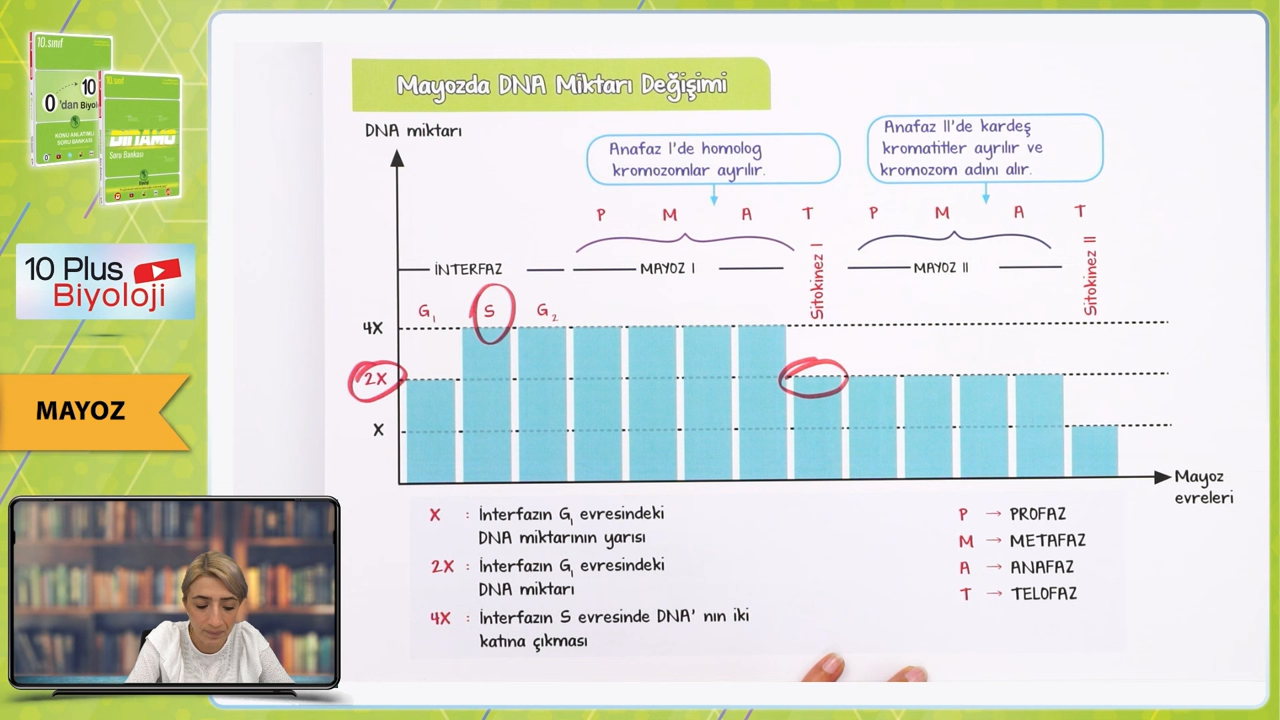 10.sınıf
0
10
'dan Biyol
KONU ANLATIMLI
SORU BANKASI
10.sınıf
DİNAMO
Soru Bankası
10 Plus
Biyoloji
MAYOZ
Mayozda DNA Miktarı Değişimi
DNA miktarı
Anafaz I'de homolog
kromozomlar ayrılır.
Anafaz II'de kardeş
kromatitler ayrılır ve
kromozom adını alır.
P M A T P M A T
İNTERFAZ MAYOZ I Sitokinez I MAYOZ II Sitokinez II
G₁ S G₂
4X
2X
X
Mayoz
evreleri
X : İnterfazın G₁ evresindeki
DNA miktarının yarısı
2X : İnterfazın G₁ evresindeki
DNA miktarı
4X : İnterfazın S evresinde DNA' nın iki
katına çıkması
P → PROFAZ
M → METAFAZ
A → ANAFAZ
T → TELOFAZ